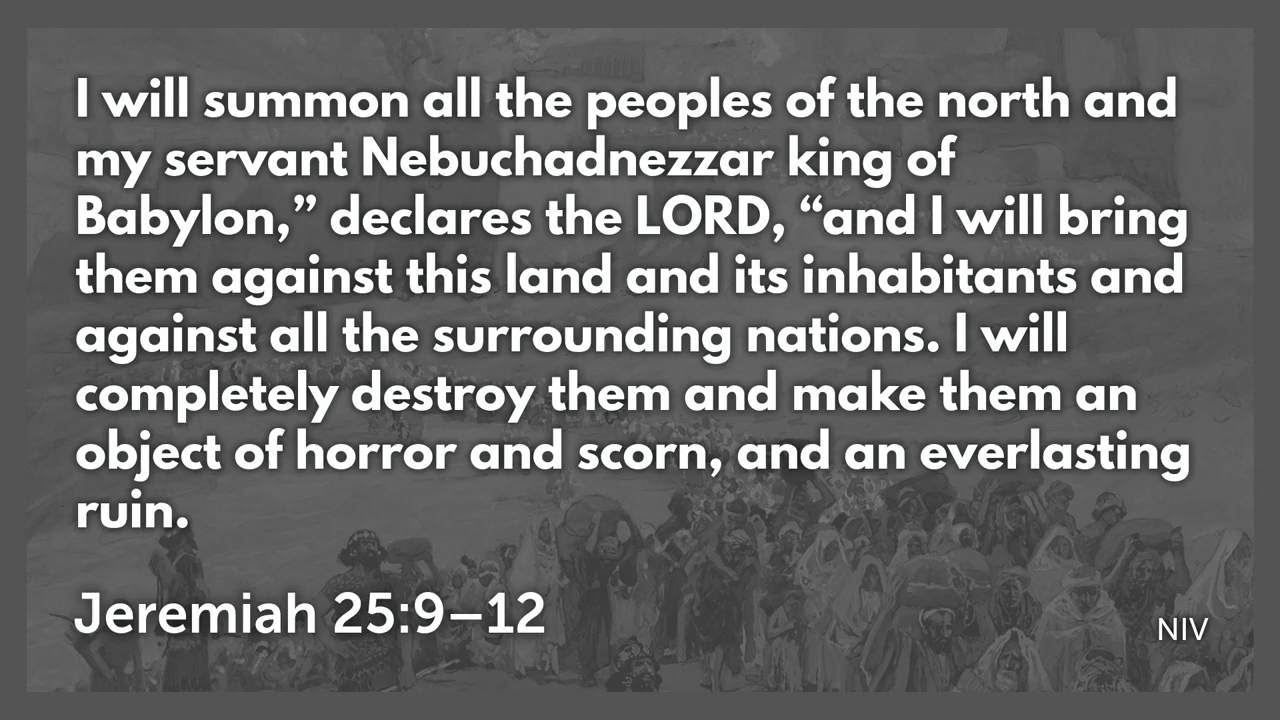 I will summon all the peoples of the north and
my servant Nebuchadnezzar king of
Babylon,” declares the LORD, “and I will bring
them against this land and its inhabitants and
against all the surrounding nations. I will
completely destroy them and make them an
object of horror and scorn, and an everlasting
ruin.
Jeremiah 25:9–12
NIV